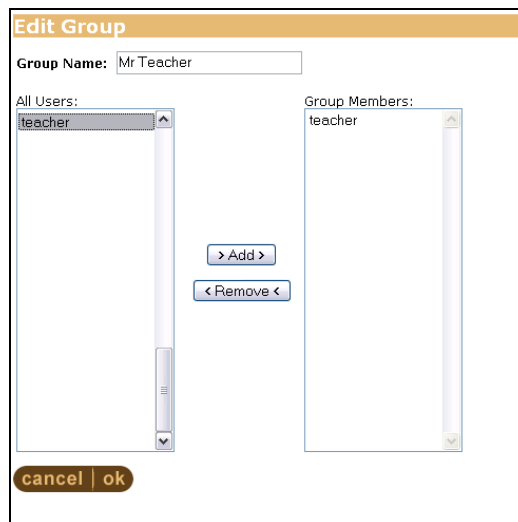 Edit Group
Group Name: Mr Teacher
All Users:
teacher
Group Members:
teacher
> Add >
< Remove <
cancel | ok